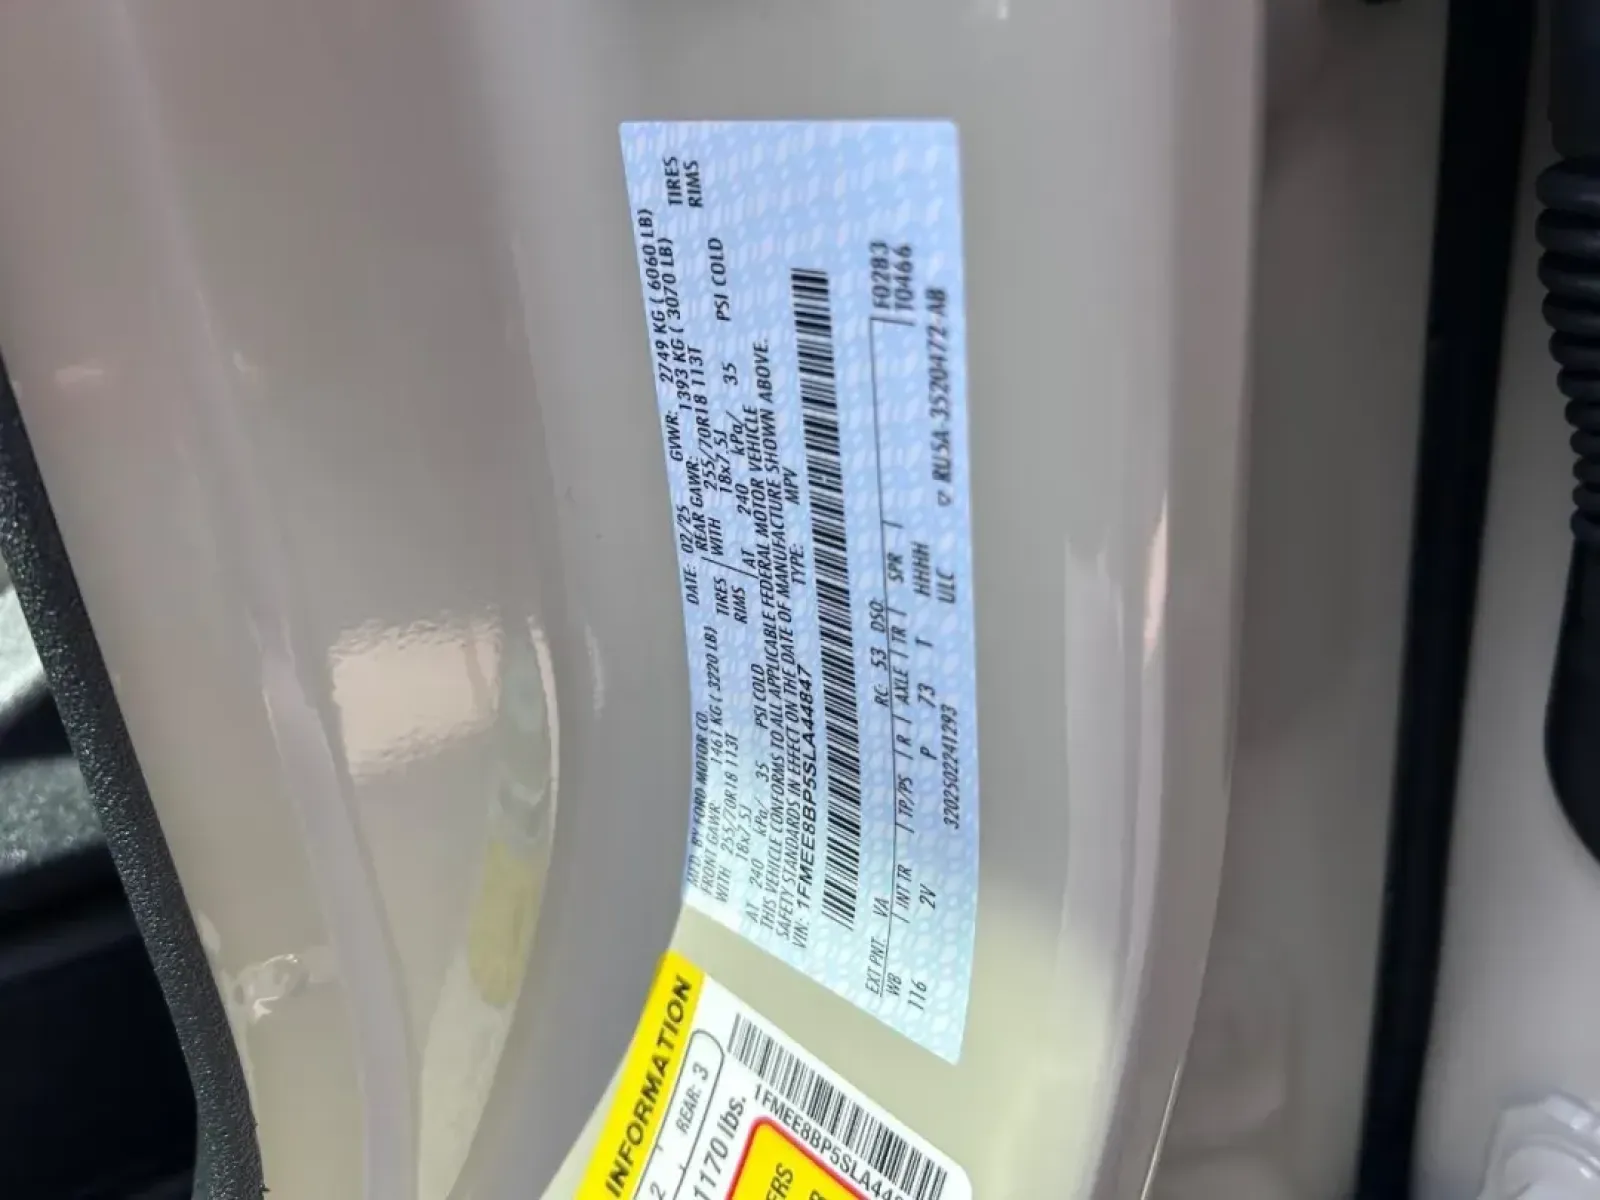 MFD. BY FORD MOTOR CO.
DATE: 02/25 GVWR: 2749 KG ( 6060 LB)
FRONT GAWR: 1461 KG ( 3220 LB) REAR GAWR: 1393 KG ( 3070 LB)
WITH 255/70R18 113T TIRES WITH 255/70R18 113T TIRES
18x7.5J RIMS 18x7.5J RIMS
AT 240 kPa/ 35 PSI COLD AT 240 kPa/ 35 PSI COLD
THIS VEHICLE CONFORMS TO ALL APPLICABLE FEDERAL MOTOR VEHICLE
SAFETY STANDARDS IN EFFECT ON THE DATE OF MANUFACTURE SHOWN ABOVE.
VIN: 1FMEE8BP5SLA44847 TYPE: MPV
EXT PNT: VA RC: 53 DSO: F0283
WB INT TR TP/PS R AXLE TR SPR T0466
116 2V P 73 T HHHH
3202502241293 ULC ▽ RU5A-3520472-AB
INFORMATION
2 REAR: 3
1170 lbs.
1FMEE8BP5SLA448